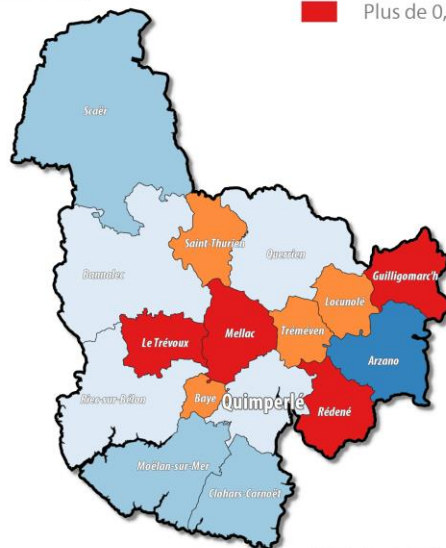 Plus de 0,
Scaër
Saint-Thurien
Querrien
Bannalec
Guilligomarc'h
Locunolé
Le Trévoux
Mellac
Tréméven
Arzano
Riec-sur-Bélon
Baye
Quimperlé
Rédené
Moëlan-sur-Mer
Clohars-Carnoët